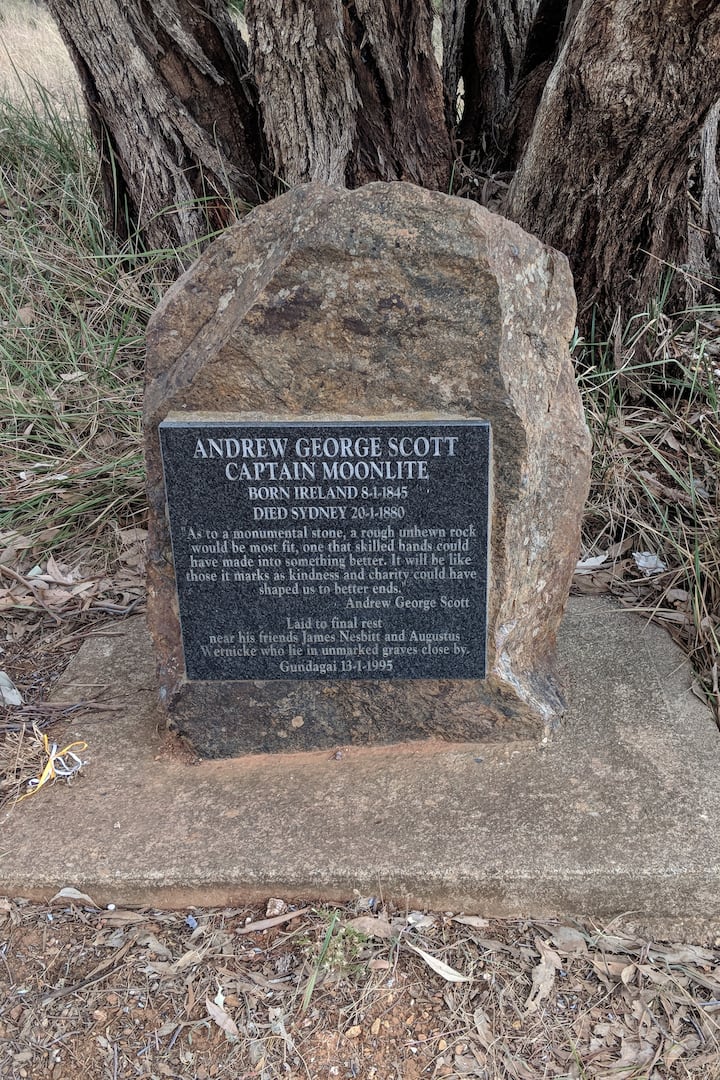 ANDREW GEORGE SCOTT
CAPTAIN MOONLITE
BORN IRELAND 8-1-1845
DIED SYDNEY 20-1-1880
"As to a monumental stone, a rough unhewn rock
would be most fit, one that skilled hands could
have made into something better. It will be like
those it marks as kindness and charity could have
shaped us to better ends."
Andrew George Scott
Laid to final rest
near his friends James Nesbitt and Augustus
Wernicke who lie in unmarked graves close by.
Gundagai 13-1-1995